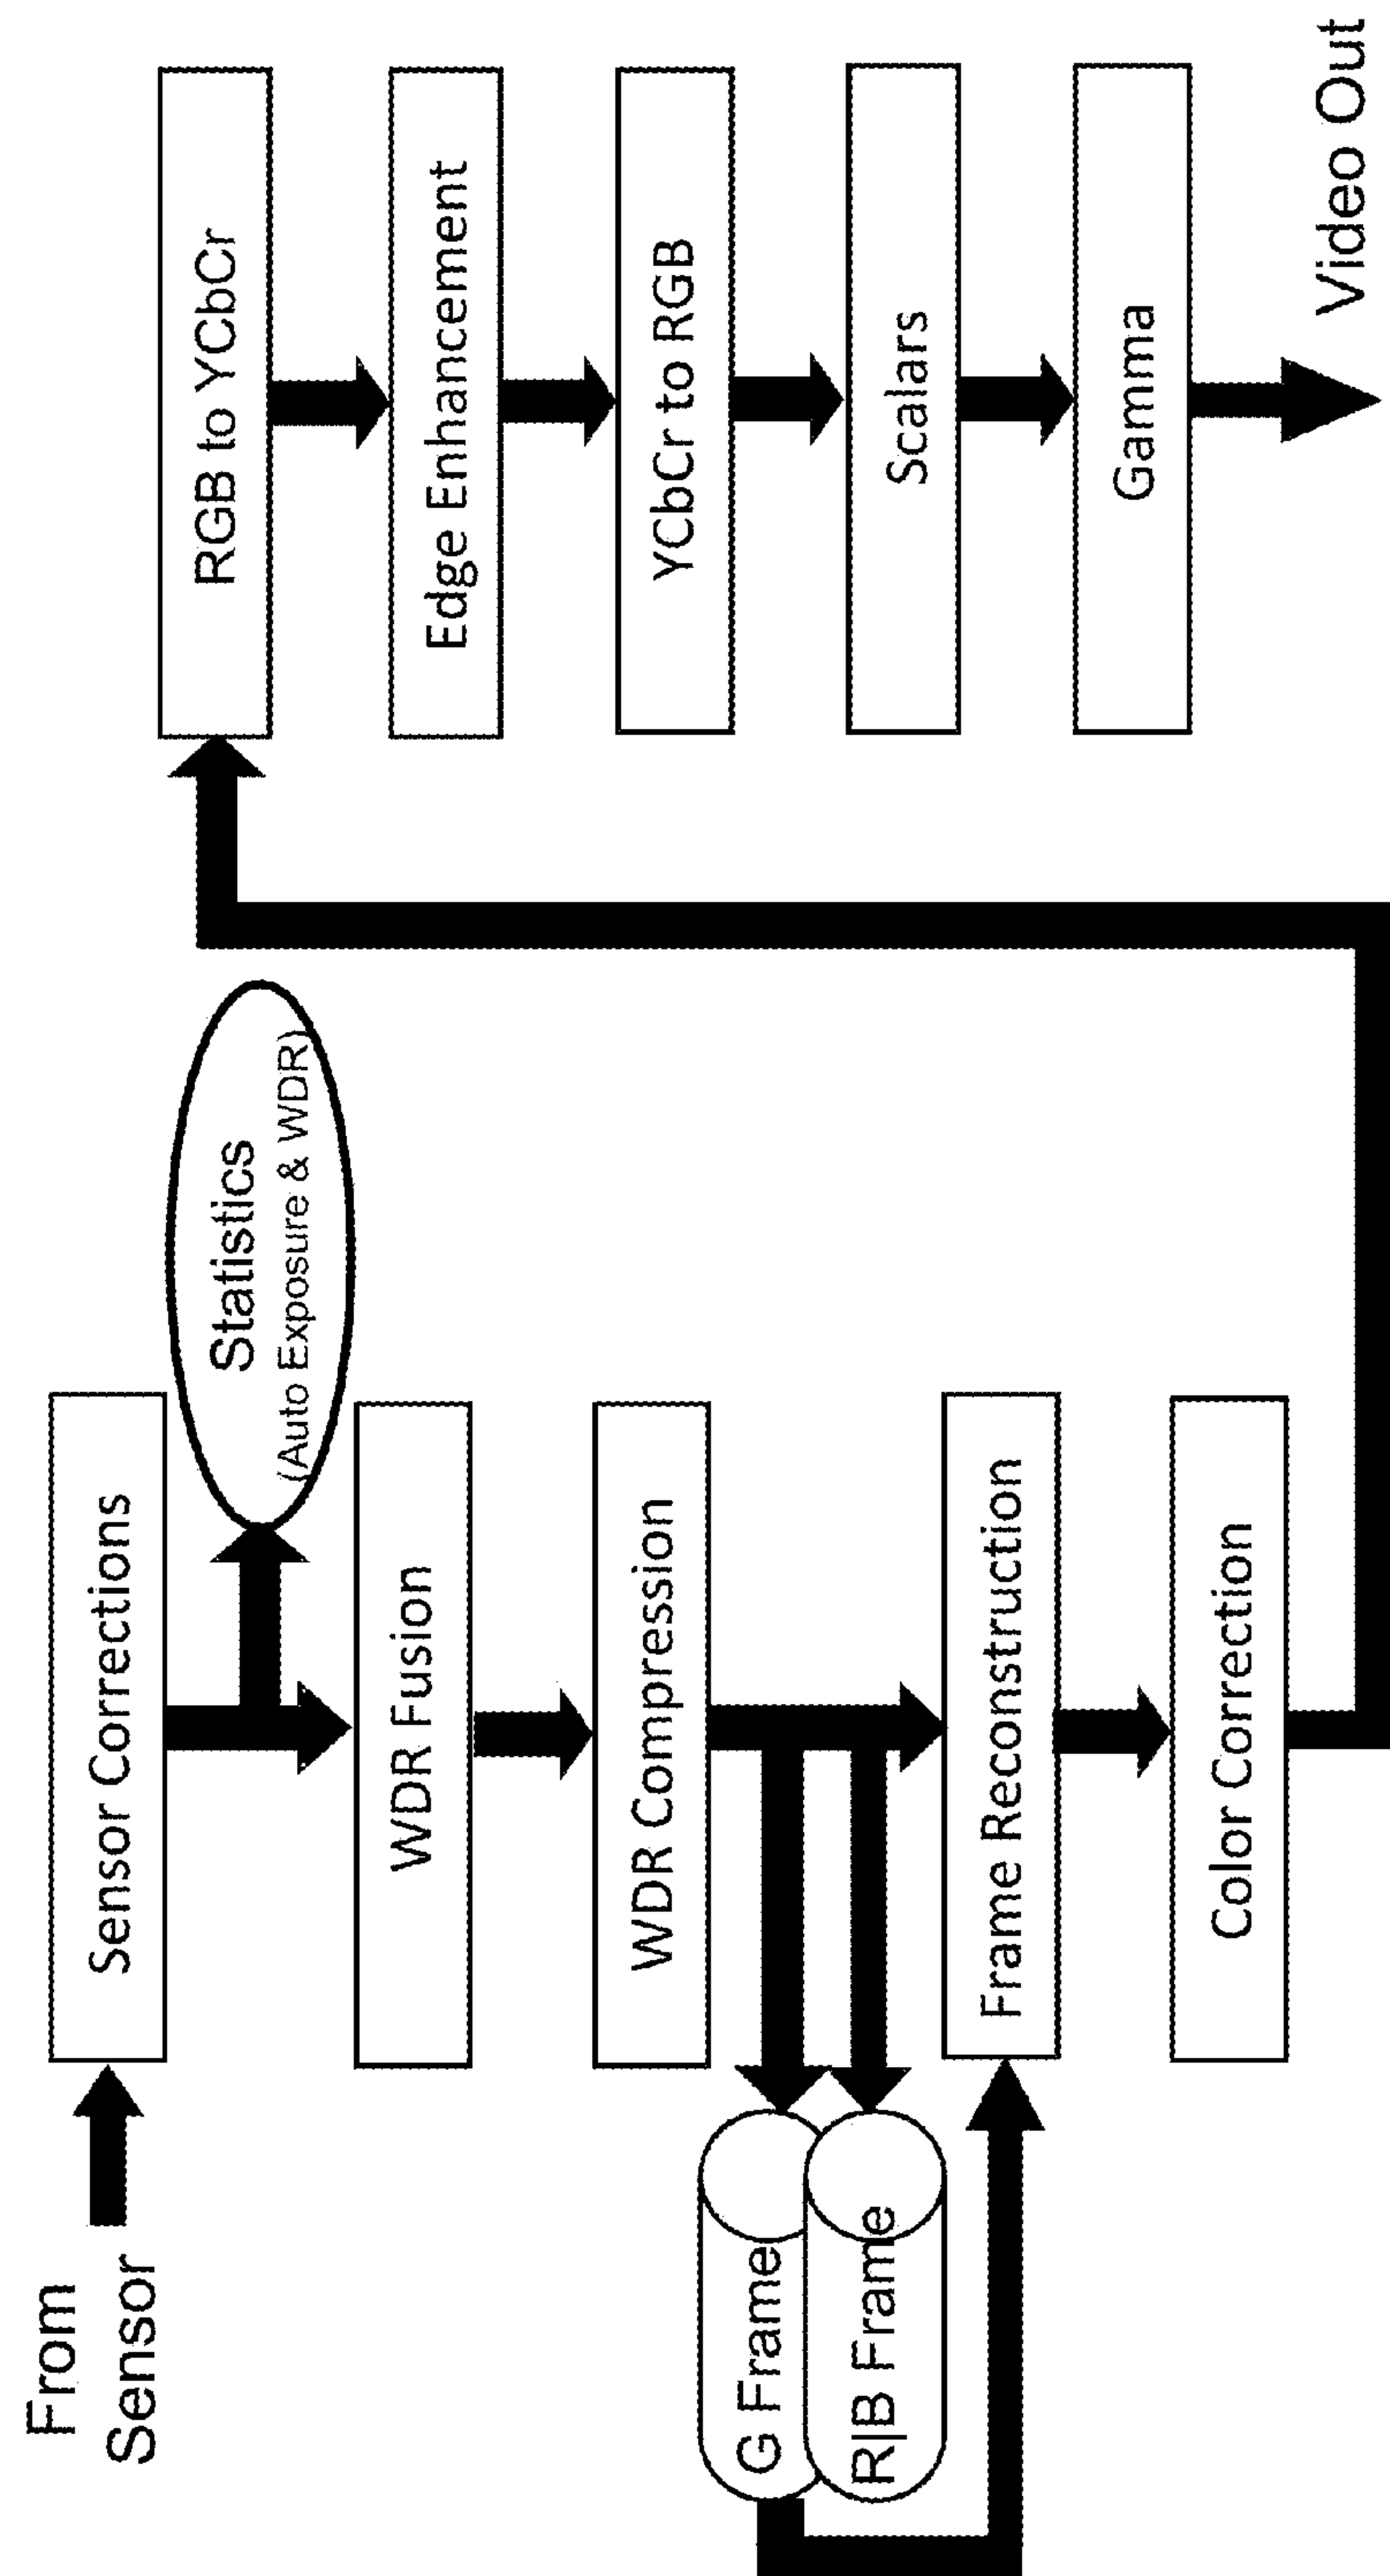 From
Sensor
Sensor Corrections
Statistics
(Auto Exposure & WDR)
WDR Fusion
WDR Compression
G Frame
R|B Frame
Frame Reconstruction
Color Correction
RGB to YCbCr
Edge Enhancement
YCbCr to RGB
Scalars
Gamma
Video Out